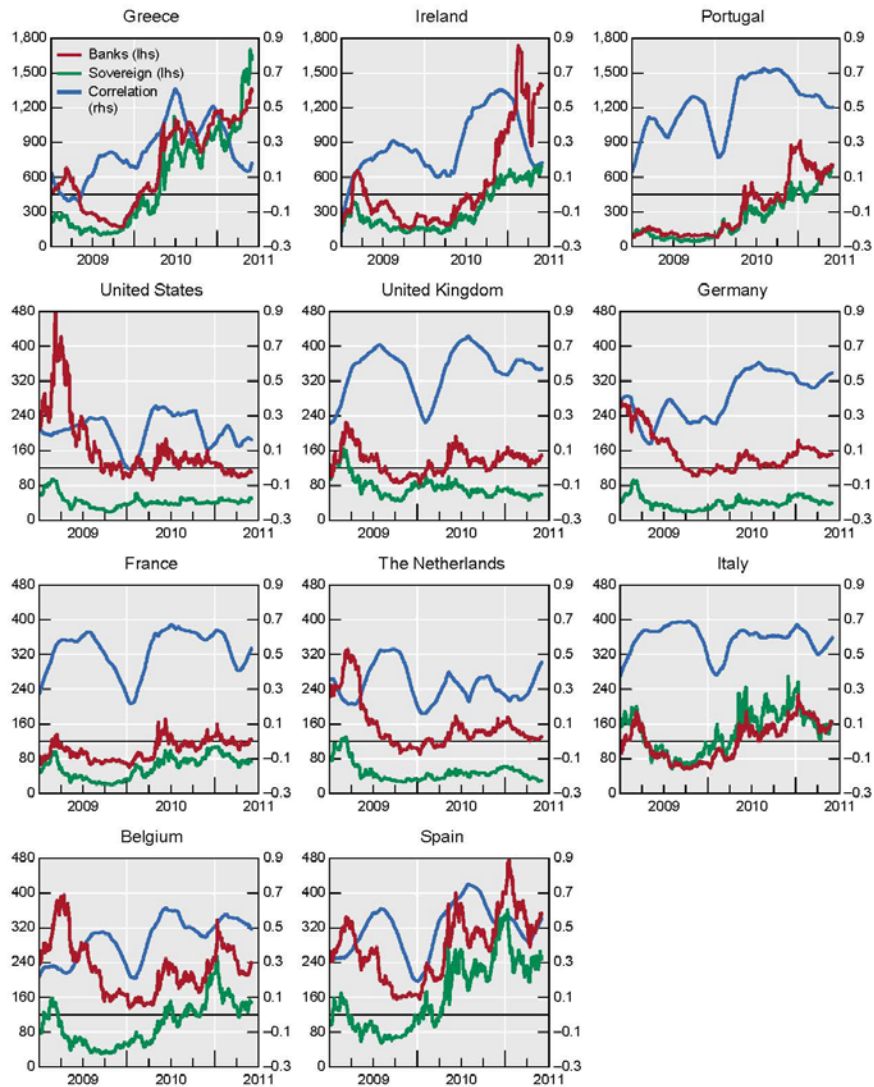 Greece Ireland Portugal
Banks (lhs)
Sovereign (lhs)
Correlation
(rhs)
1,800 0.9 1,800 0.9 1,800 0.9
1,500 0.7 1,500 0.7 1,500 0.7
1,200 0.5 1,200 0.5 1,200 0.5
900 0.3 900 0.3 900 0.3
600 0.1 600 0.1 600 0.1
300 –0.1 300 –0.1 300 –0.1
0 –0.3 0 –0.3 0 –0.3
2009 2010 2011 2009 2010 2011 2009 2010 2011
United States United Kingdom Germany
480 0.9 480 0.9 480 0.9
400 0.7 400 0.7 400 0.7
320 0.5 320 0.5 320 0.5
240 0.3 240 0.3 240 0.3
160 0.1 160 0.1 160 0.1
80 –0.1 80 –0.1 80 –0.1
0 –0.3 0 –0.3 0 –0.3
2009 2010 2011 2009 2010 2011 2009 2010 2011
France The Netherlands Italy
480 0.9 480 0.9 480 0.9
400 0.7 400 0.7 400 0.7
320 0.5 320 0.5 320 0.5
240 0.3 240 0.3 240 0.3
160 0.1 160 0.1 160 0.1
80 –0.1 80 –0.1 80 –0.1
0 –0.3 0 –0.3 0 –0.3
2009 2010 2011 2009 2010 2011 2009 2010 2011
Belgium Spain
480 0.9 480 0.9
400 0.7 400 0.7
320 0.5 320 0.5
240 0.3 240 0.3
160 0.1 160 0.1
80 –0.1 80 –0.1
0 –0.3 0 –0.3
2009 2010 2011 2009 2010 2011